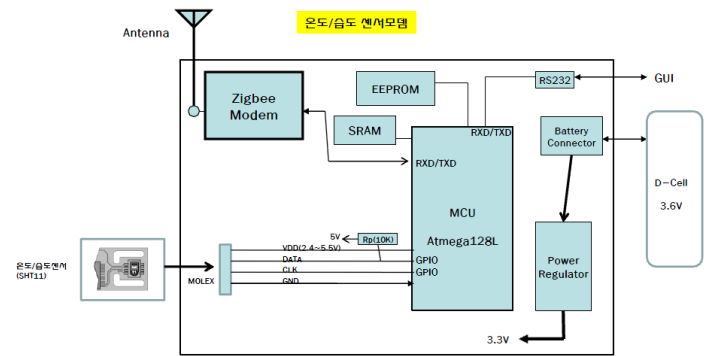 온도/습도 센서모뎀
Antenna
Zigbee
Modem
EEPROM
SRAM
RS232
GUI
RXD/TXD
RXD/TXD
Battery
Connector
D-Cell
3.6V
MCU
Atmega128L
5V
Rp(10K)
VDD(2.4~5.5V)
DATA
CLK
GND
GPIO
GPIO
MOLEX
온도/습도센서
(SHT11)
Power
Regulator
3.3V